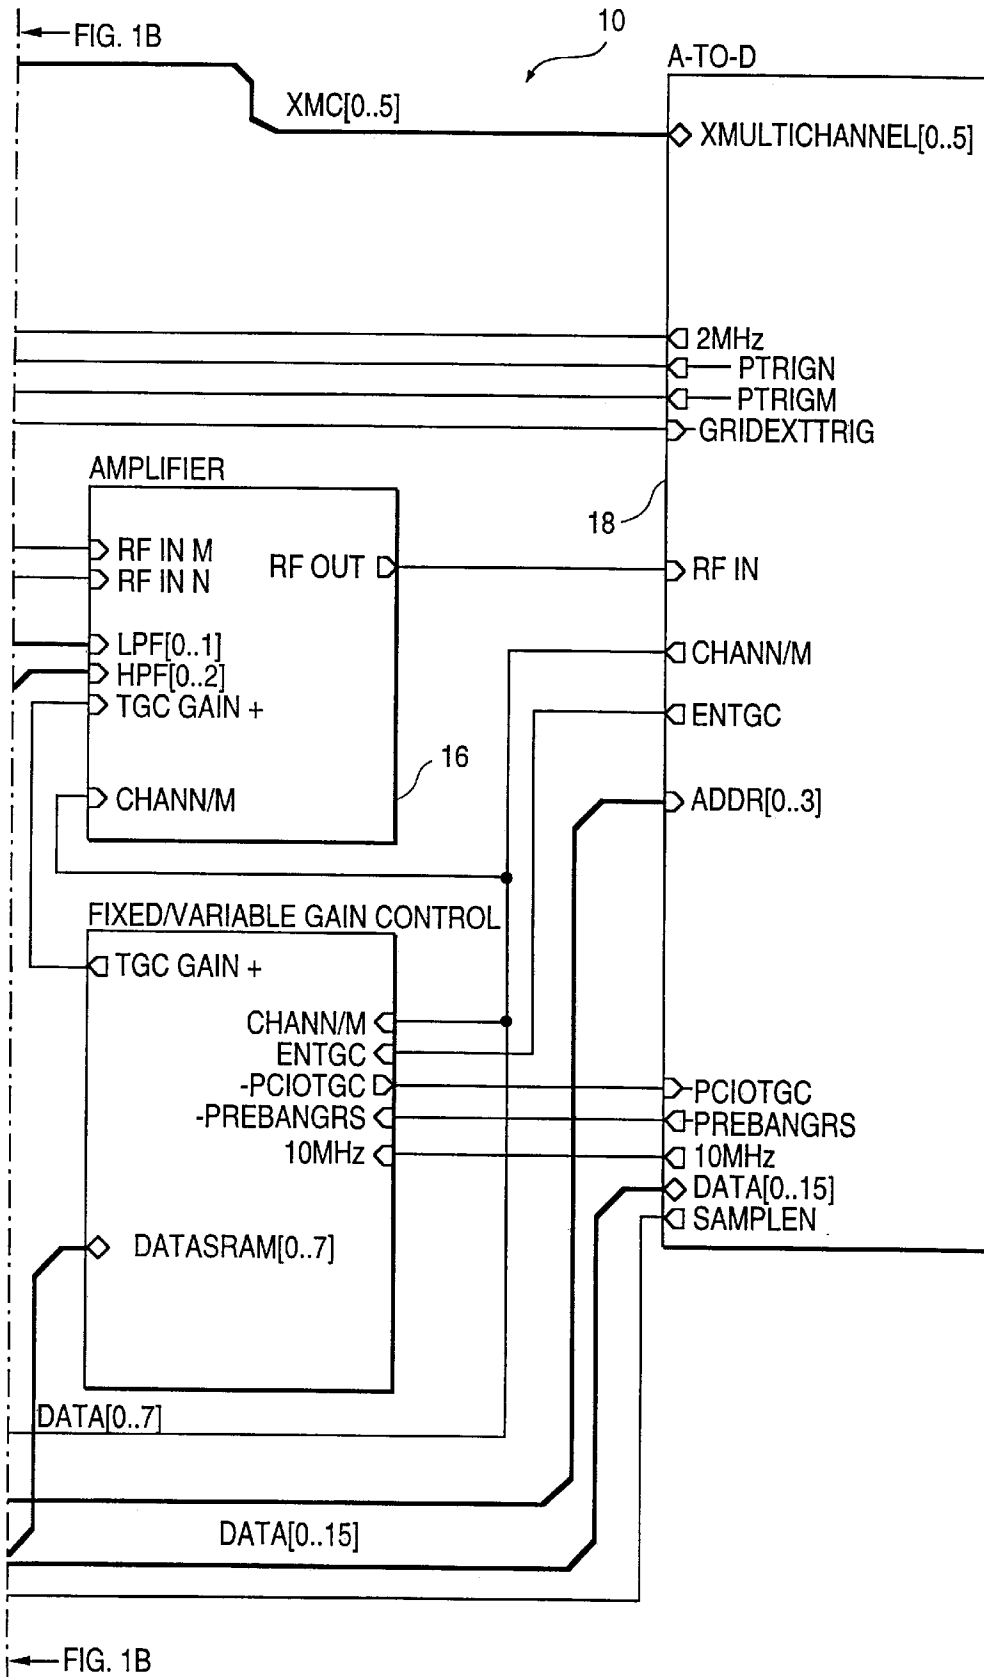 FIG. 1B
10
A-TO-D
XMC[0..5]
XMULTICHANNEL[0..5]
2MHz
PTRIGN
PTRIGM
GRIDEXTTRIG
AMPLIFIER
18
RF IN M
RF OUT
RF IN
RF IN N
LPF[0..1]
CHANN/M
HPF[0..2]
TGC GAIN +
ENTGC
16
CHANN/M
ADDR[0..3]
FIXED/VARIABLE GAIN CONTROL
TGC GAIN +
CHANN/M
ENTGC
-PCIOTGC
-PCIOTGC
-PREBANGRS
-PREBANGRS
10MHz
10MHz
DATA[0..15]
SAMPLEN
DATASRAM[0..7]
DATA[0..7]
DATA[0..15]
FIG. 1B